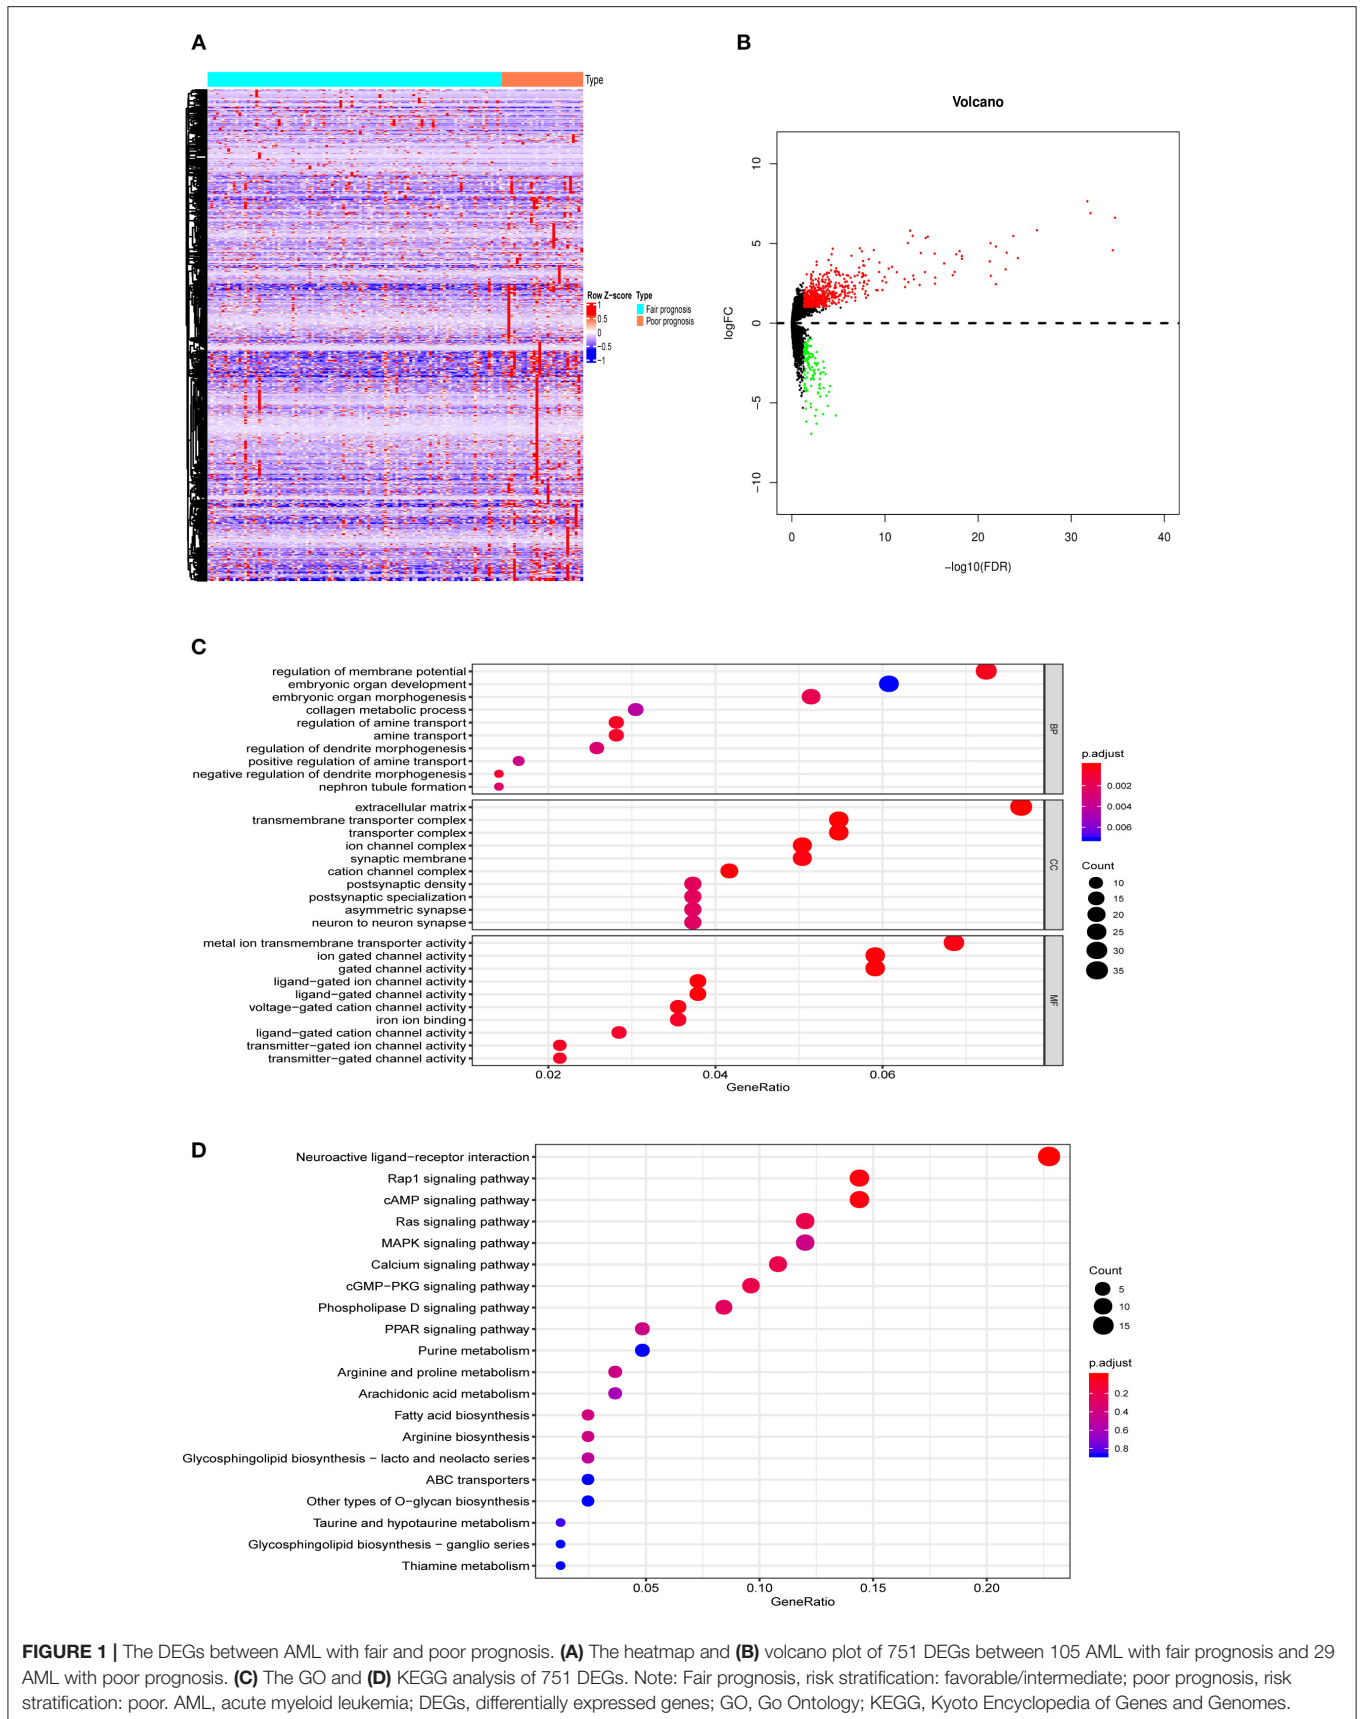 A
Type
Row Z-score
1
0.5
0
−0.5
−1
Type
Fair prognosis
Poor prognosis
B
Volcano
10
5
0
−5
−10
logFC
0
10
20
30
40
−log10(FDR)
C
regulation of membrane potential
embryonic organ development
embryonic organ morphogenesis
collagen metabolic process
regulation of amine transport
amine transport
regulation of dendrite morphogenesis
positive regulation of amine transport
negative regulation of dendrite morphogenesis
nephron tubule formation
BP
extracellular matrix
transmembrane transporter complex
transporter complex
ion channel complex
synaptic membrane
cation channel complex
postsynaptic density
postsynaptic specialization
asymmetric synapse
neuron to neuron synapse
CC
metal ion transmembrane transporter activity
ion gated channel activity
gated channel activity
ligand−gated ion channel activity
ligand−gated channel activity
voltage−gated cation channel activity
iron ion binding
ligand−gated cation channel activity
transmitter−gated ion channel activity
transmitter−gated channel activity
MF
0.02
0.04
0.06
GeneRatio
p.adjust
0.002
0.004
0.006
Count
10
15
20
25
30
35
D
Neuroactive ligand−receptor interaction
Rap1 signaling pathway
cAMP signaling pathway
Ras signaling pathway
MAPK signaling pathway
Calcium signaling pathway
cGMP−PKG signaling pathway
Phospholipase D signaling pathway
PPAR signaling pathway
Purine metabolism
Arginine and proline metabolism
Arachidonic acid metabolism
Fatty acid biosynthesis
Arginine biosynthesis
Glycosphingolipid biosynthesis − lacto and neolacto series
ABC transporters
Other types of O−glycan biosynthesis
Taurine and hypotaurine metabolism
Glycosphingolipid biosynthesis − ganglio series
Thiamine metabolism
0.05
0.10
0.15
0.20
GeneRatio
Count
5
10
15
p.adjust
0.2
0.4
0.6
0.8
FIGURE 1 | The DEGs between AML with fair and poor prognosis. (A) The heatmap and (B) volcano plot of 751 DEGs between 105 AML with fair prognosis and 29
AML with poor prognosis. (C) The GO and (D) KEGG analysis of 751 DEGs. Note: Fair prognosis, risk stratification: favorable/intermediate; poor prognosis, risk
stratification: poor. AML, acute myeloid leukemia; DEGs, differentially expressed genes; GO, Go Ontology; KEGG, Kyoto Encyclopedia of Genes and Genomes.